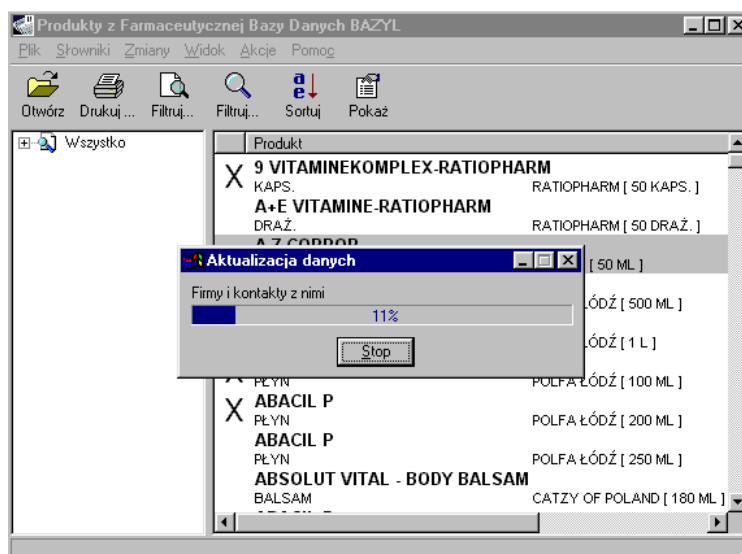 Produkty z Farmaceutycznej Bazy Danych BAZYL
Plik Słowniki Zmiany Widok Akcje Pomoc
Otwórz Drukuj ... Filtruj... Filtruj... Sortuj Pokaż
Wszystko
Produkt
X 9 VITAMINEKOMPLEX-RATIOPHARM
KAPS. RATIOPHARM [ 50 KAPS. ]
A+E VITAMINE-RATIOPHARM
DRAŻ. RATIOPHARM [ 50 DRAŻ. ]
Aktualizacja danych
[ 50 ML ]
Firmy i kontakty z nimi
ŁÓDŹ [ 500 ML ]
11%
ŁÓDŹ [ 1 L ]
Stop
PŁYN POLFA ŁÓDŹ [ 100 ML ]
X ABACIL P
PŁYN POLFA ŁÓDŹ [ 200 ML ]
ABACIL P
PŁYN POLFA ŁÓDŹ [ 250 ML ]
ABSOLUT VITAL - BODY BALSAM
BALSAM CATZY OF POLAND [ 180 ML ]